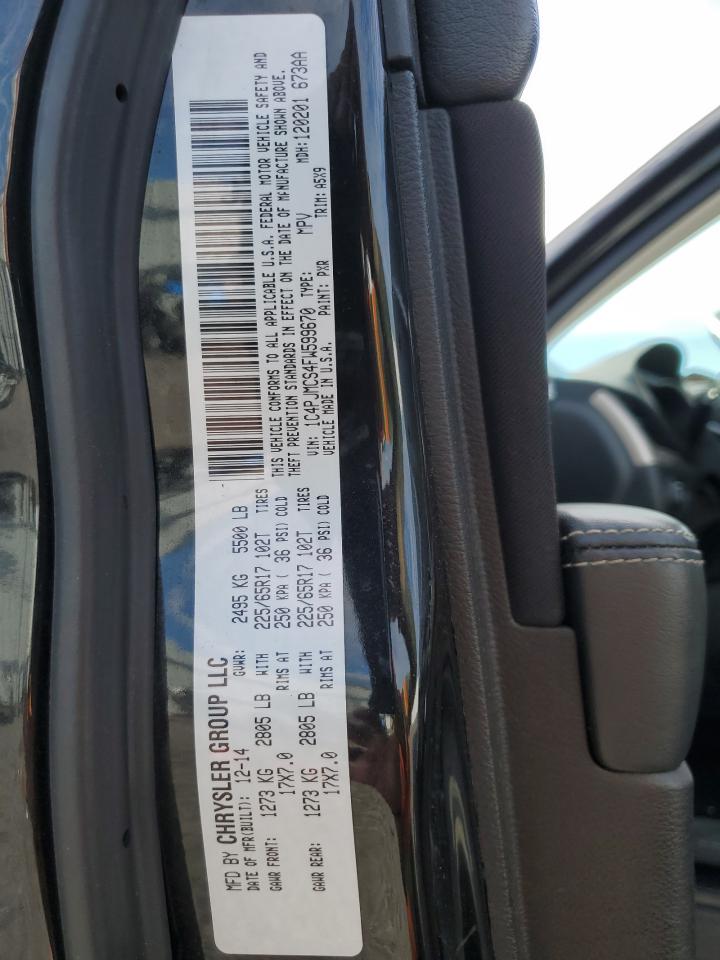 MFD BY CHRYSLER GROUP LLC
DATE OF MFR(BUILT): 12-14 GVWR: 2495 KG 5500 LB
GAWR FRONT: 1273 KG 2805 LB WITH 225/65R17 102T TIRES
17X7.0 RIMS AT 250 KPA ( 36 PSI) COLD
GAWR REAR: 1273 KG 2805 LB WITH 225/65R17 102T TIRES
17X7.0 RIMS AT 250 KPA ( 36 PSI) COLD
THIS VEHICLE CONFORMS TO ALL APPLICABLE U.S.A. FEDERAL MOTOR VEHICLE SAFETY AND
THEFT PREVENTION STANDARDS IN EFFECT ON THE DATE OF MANUFACTURE SHOWN ABOVE.
VIN: 1C4PJMCS4FW599670 TYPE: MPV MDH:120201 673AA
VEHICLE MADE IN U.S.A. PAINT: PXR TRIM: A5X9